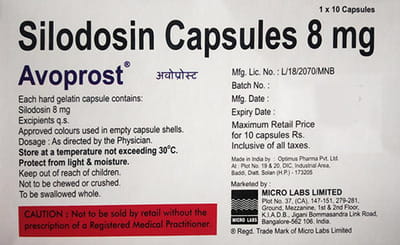 1 x 10 Capsules
Silodosin Capsules 8 mg
Avoprost® अवोप्रोस्ट
Each hard gelatin capsule contains:
Silodosin 8 mg
Excipients q.s.
Approved colours used in empty capsule shells.
Dosage : As directed by the Physician.
Store at a temperature not exceeding 30°C.
Protect from light & moisture.
Keep out of reach of children.
Not to be chewed or crushed.
To be swallowed whole.
CAUTION : Not to be sold by retail without the
prescription of a Registered Medical Practitioner.
Mfg. Lic. No. : L/18/2070/MNB
Batch No. :
Mfg. Date :
Expiry Date :
Maximum Retail Price
for 10 capsules Rs.
Inclusive of all taxes.
Made in India by : Optimus Pharma Pvt. Ltd.
At : Plot No. 19 & 20, DIC, Industrial Area,
Baddi, Distt. Solan (H.P.) - 173205
Marketed by :
MICRO LABS LIMITED
Plot No. 37, (CA). 147-151, 279-281,
Ground, Mezzanine, 1st & 2nd Floor,
K.I.A.D.B., Jigani Bommasandra Link Road,
Bangalore-562 106. India.
MICRO LABS
® Regd. Trade Mark of Micro Labs Limited